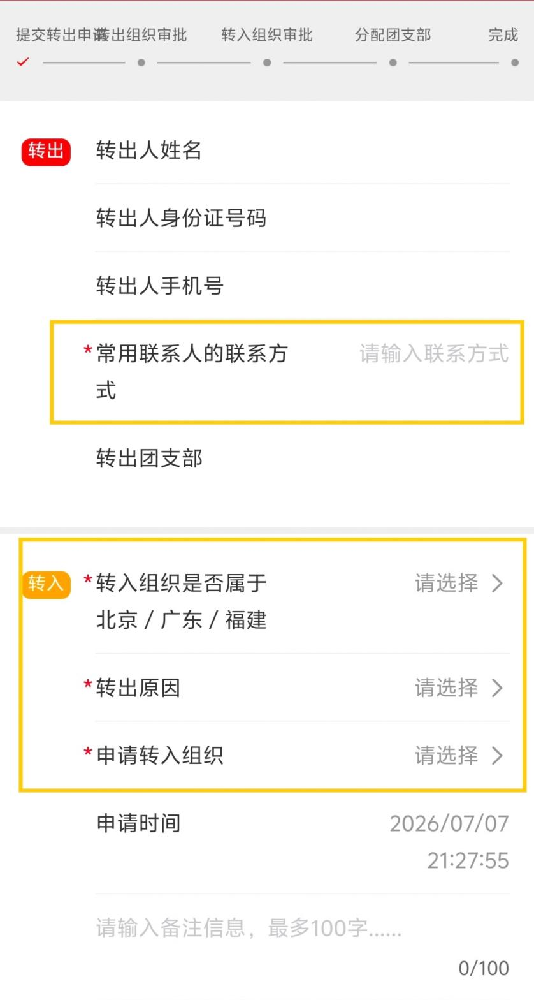 提交转出申请 转出组织审批 转入组织审批 分配团支部 完成
转出 转出人姓名
转出人身份证号码
转出人手机号
*常用联系人的联系方 请输入联系方式
式
转出团支部
转入 *转入组织是否属于 请选择 >
北京 / 广东 / 福建
*转出原因 请选择 >
*申请转入组织 请选择 >
申请时间 2026/07/07
21:27:55
请输入备注信息，最多100字......
0/100